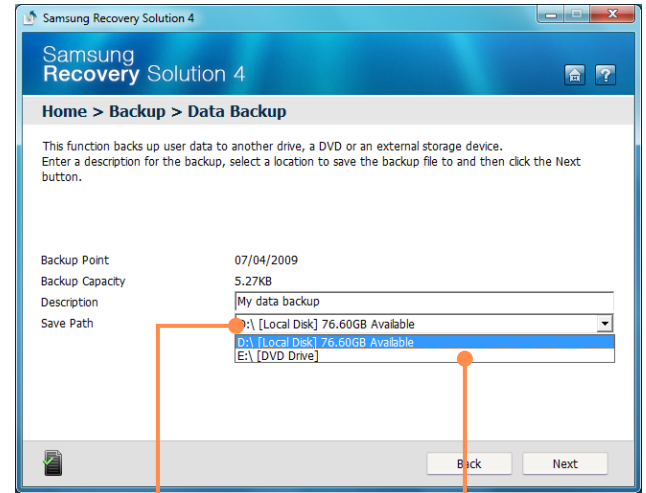 Samsung Recovery Solution 4
Samsung
Recovery Solution 4
Home > Backup > Data Backup
This function backs up user data to another drive, a DVD or an external storage device.
Enter a description for the backup, select a location to save the backup file to and then click the Next
button.
Backup Point 07/04/2009
Backup Capacity 5.27KB
Description My data backup
Save Path D:\ [Local Disk] 76.60GB Available
D:\ [Local Disk] 76.60GB Available
E:\ [DVD Drive]
Back Next